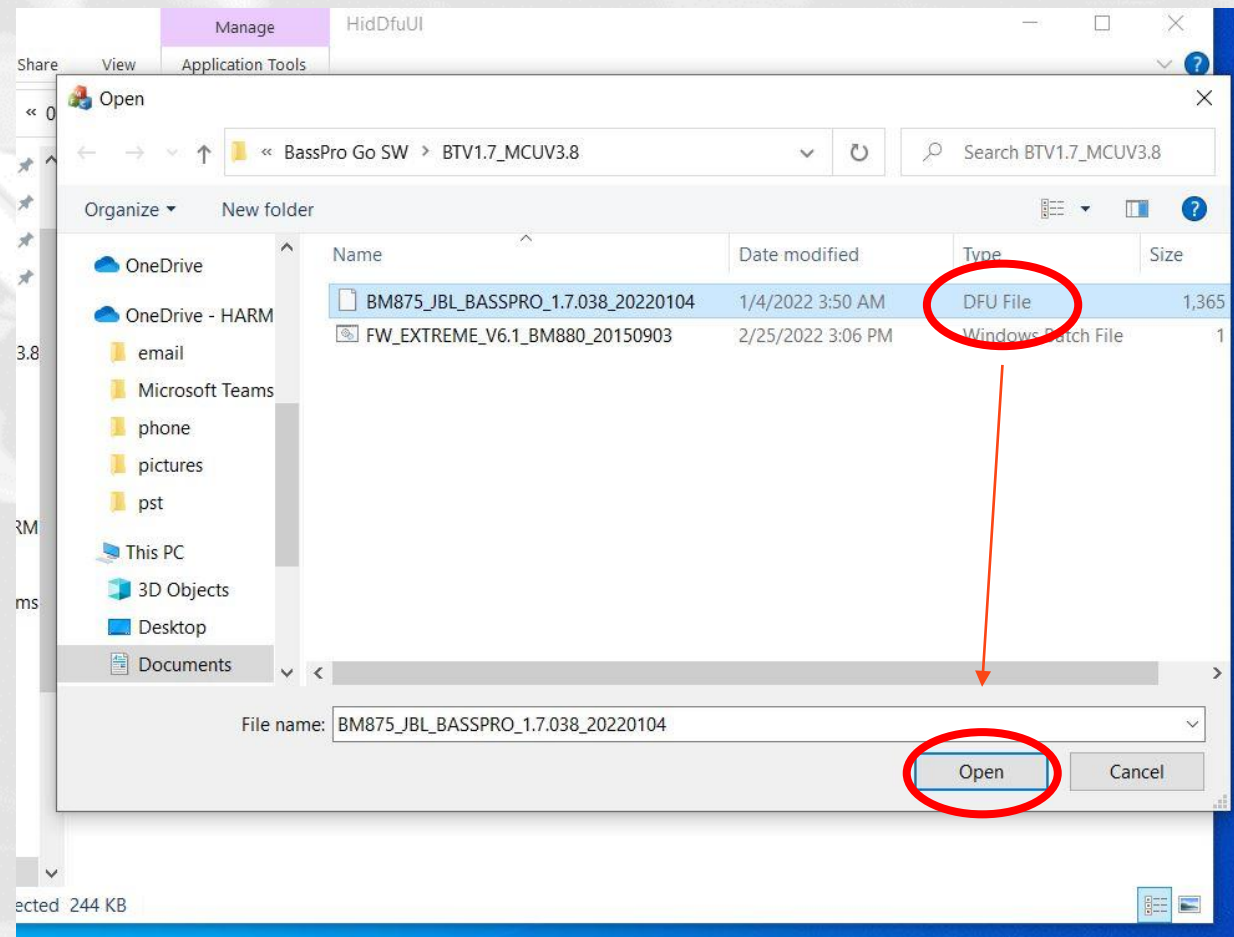 Manage HidDfuUI
Share View Application Tools
« 0
Open
« BassPro Go SW > BTV1.7_MCUV3.8 Search BTV1.7_MCUV3.8
Organize New folder
Name Date modified Type Size
OneDrive
BM875_JBL_BASSPRO_1.7.038_20220104 1/4/2022 3:50 AM DFU File 1,365
OneDrive - HARM
FW_EXTREME_V6.1_BM880_20150903 2/25/2022 3:06 PM Windows Batch File 1
3.8
email
Microsoft Teams
phone
pictures
pst
RM
This PC
3D Objects
ms
Desktop
Documents
File name: BM875_JBL_BASSPRO_1.7.038_20220104
Open Cancel
ected 244 KB